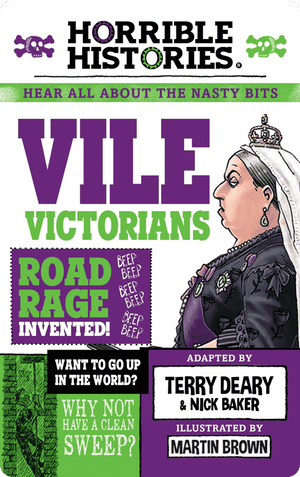 HORRIBLE
HISTORIES®
HEAR ALL ABOUT THE NASTY BITS
VILE
VICTORIANS
ROAD
RAGE
INVENTED!
BEEP
BEEP
BEEP
BEEP
BEEP
BEEP
WANT TO GO UP
IN THE WORLD?
WHY NOT
HAVE A CLEAN
SWEEP?
ADAPTED BY
TERRY DEARY
& NICK BAKER
ILLUSTRATED BY
MARTIN BROWN